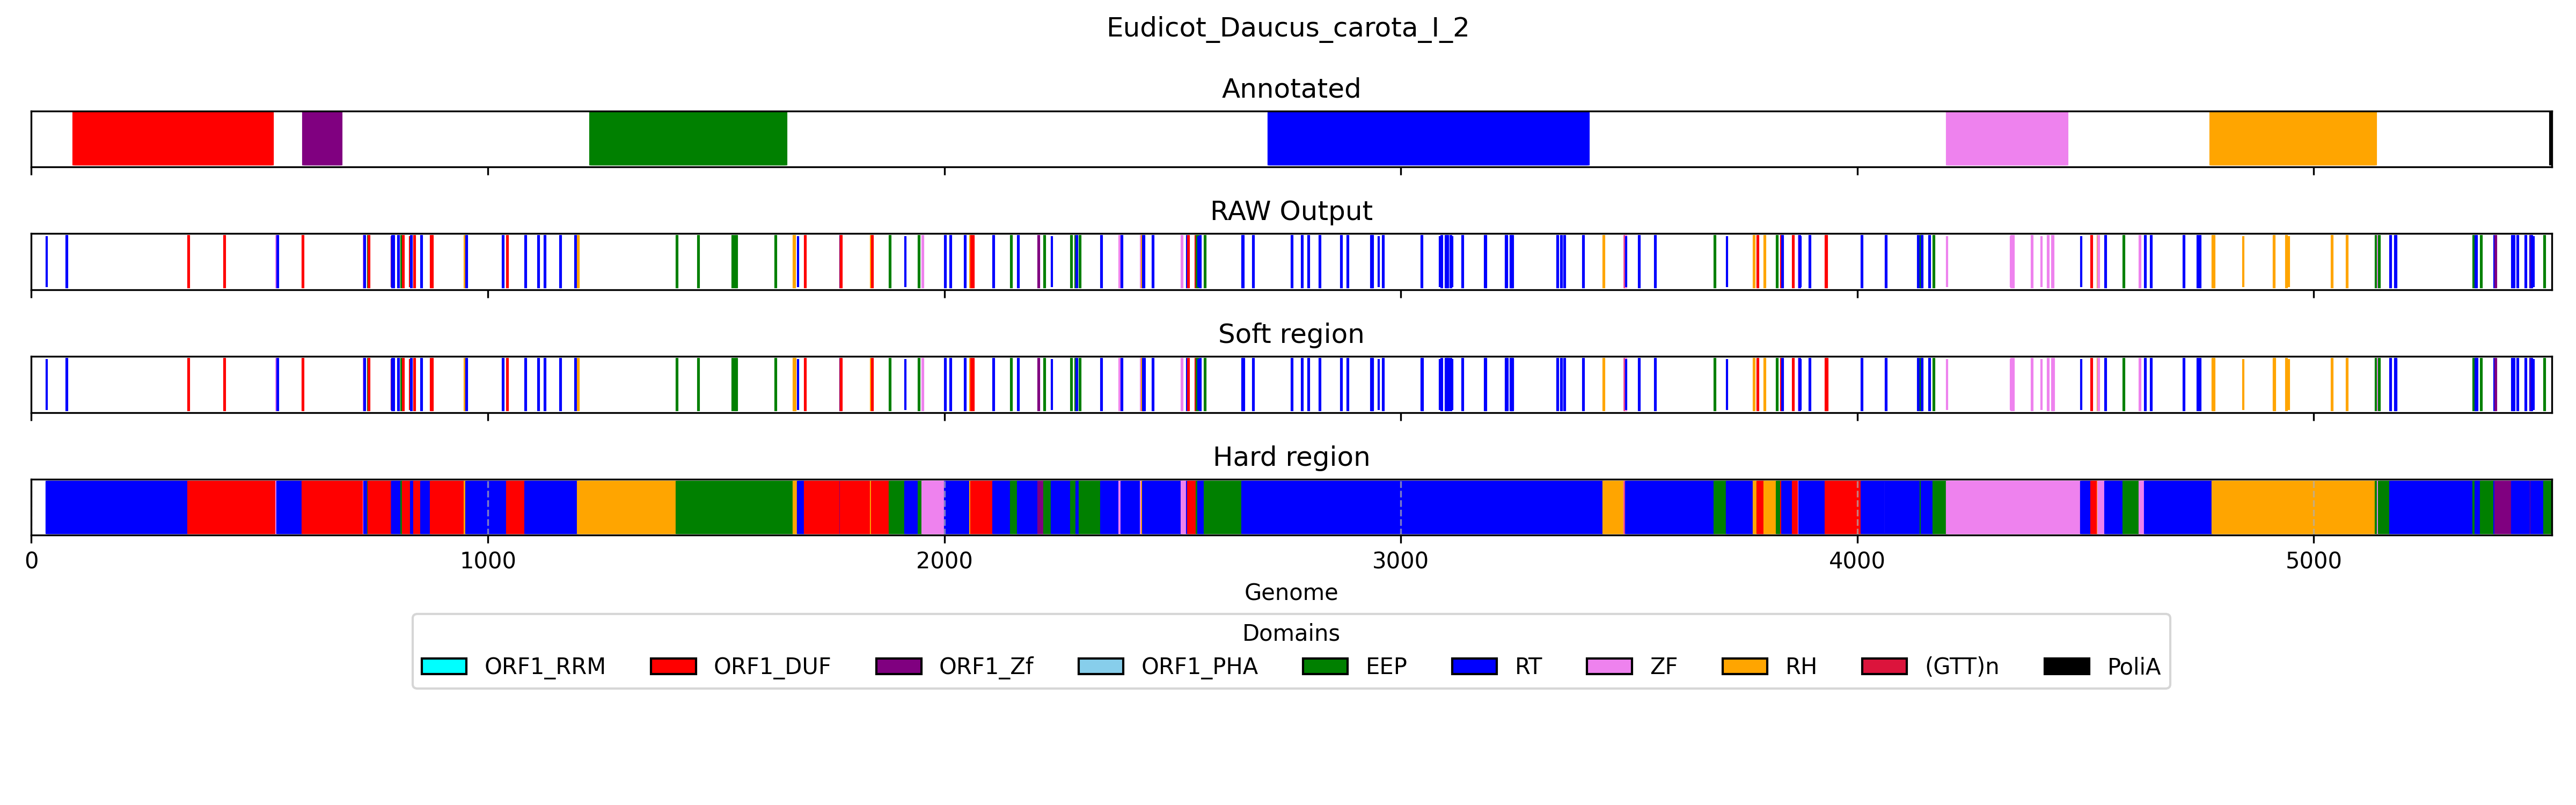 Eudicot_Daucus_carota_I_2
Annotated
RAW Output
Soft region
Hard region
0 1000 2000 3000 4000 5000
Genome
Domains
ORF1_RRM ORF1_DUF ORF1_Zf ORF1_PHA EEP RT ZF RH (GTT)n PoliA